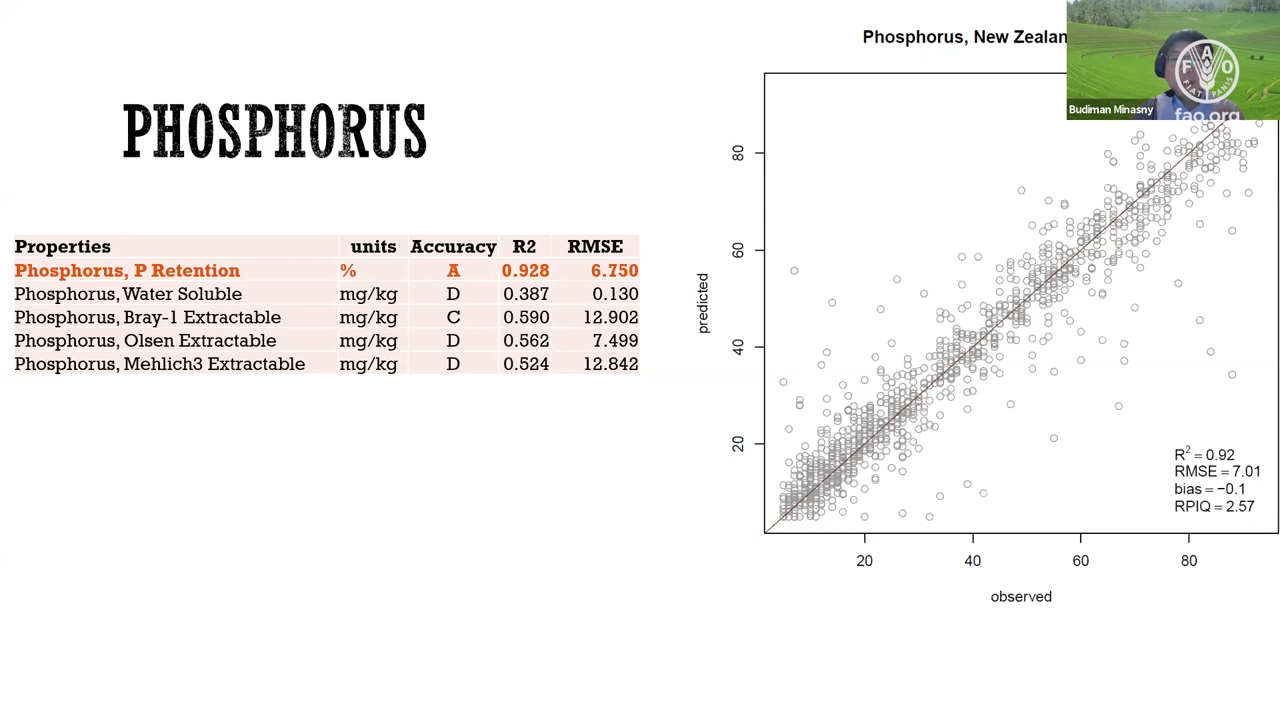 PHOSPHORUS
Properties units Accuracy R2 RMSE
Phosphorus, P Retention % A 0.928 6.750
Phosphorus, Water Soluble mg/kg D 0.387 0.130
Phosphorus, Bray-1 Extractable mg/kg C 0.590 12.902
Phosphorus, Olsen Extractable mg/kg D 0.562 7.499
Phosphorus, Mehlich3 Extractable mg/kg D 0.524 12.842
Phosphorus, New Zealan
80
60
40
20
predicted
R² = 0.92
RMSE = 7.01
bias = −0.1
RPIQ = 2.57
20 40 60 80
observed
F A O
FIAT PANIS
Budiman Minasny
fao.org